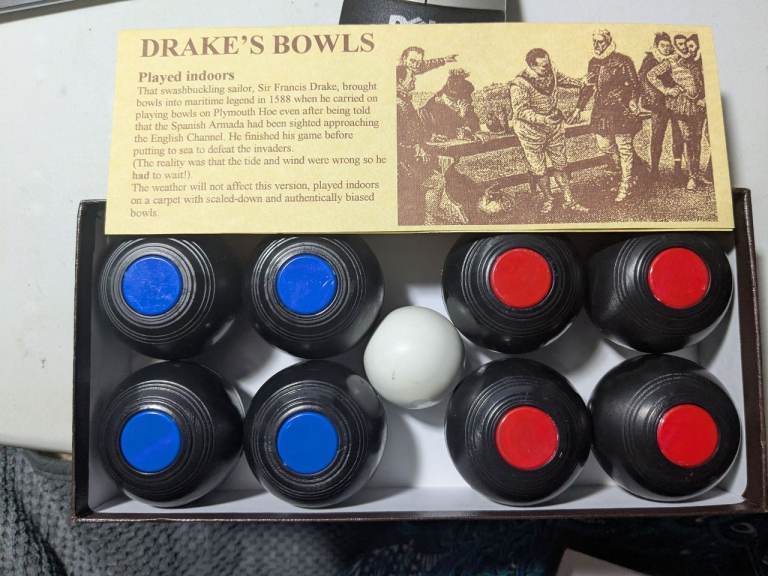 DRAKE'S BOWLS
Played indoors
That swashbuckling sailor, Sir Francis Drake, brought
bowls into maritime legend in 1588 when he carried on
playing bowls on Plymouth Hoe even after being told
that the Spanish Armada had been sighted approaching
the English Channel. He finished his game before
putting to sea to defeat the invaders.
(The reality was that the tide and wind were wrong so he
had to wait!).
The weather will not affect this version, played indoors
on a carpet with scaled-down and authentically biased
bowls.